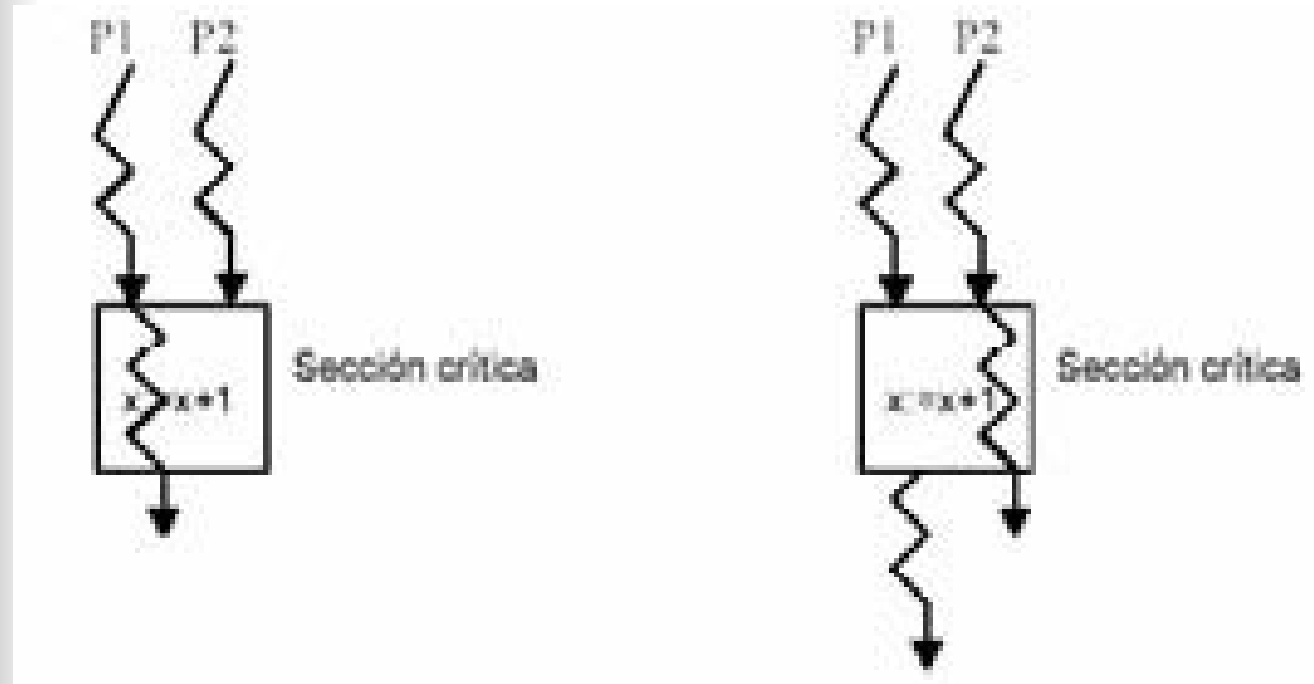 P1 P2
Sección crítica
x:=x+1
P1 P2
Sección crítica
x:=x+1